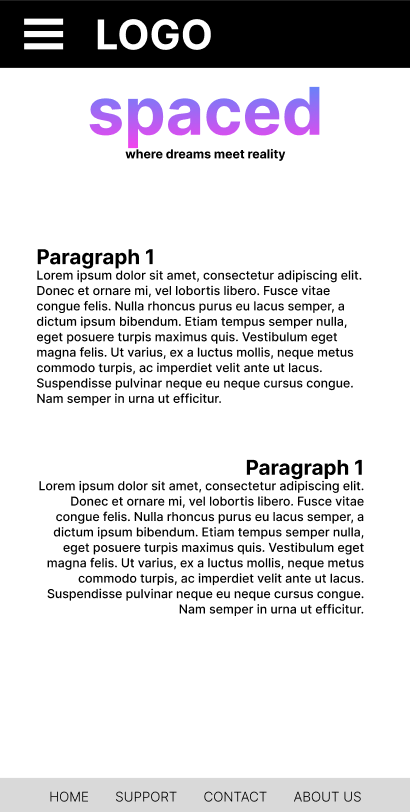 LOGO
spaced
where dreams meet reality
Paragraph 1
Lorem ipsum dolor sit amet, consectetur adipiscing elit.
Donec et ornare mi, vel lobortis libero. Fusce vitae
congue felis. Nulla rhoncus purus eu lacus semper, a
dictum ipsum bibendum. Etiam tempus semper nulla,
eget posuere turpis maximus quis. Vestibulum eget
magna felis. Ut varius, ex a luctus mollis, neque metus
commodo turpis, ac imperdiet velit ante ut lacus.
Suspendisse pulvinar neque eu neque cursus congue.
Nam semper in urna ut efficitur.
Paragraph 1
Lorem ipsum dolor sit amet, consectetur adipiscing elit.
Donec et ornare mi, vel lobortis libero. Fusce vitae
congue felis. Nulla rhoncus purus eu lacus semper, a
dictum ipsum bibendum. Etiam tempus semper nulla,
eget posuere turpis maximus quis. Vestibulum eget
magna felis. Ut varius, ex a luctus mollis, neque metus
commodo turpis, ac imperdiet velit ante ut lacus.
Suspendisse pulvinar neque eu neque cursus congue.
Nam semper in urna ut efficitur.
HOME SUPPORT CONTACT ABOUT US